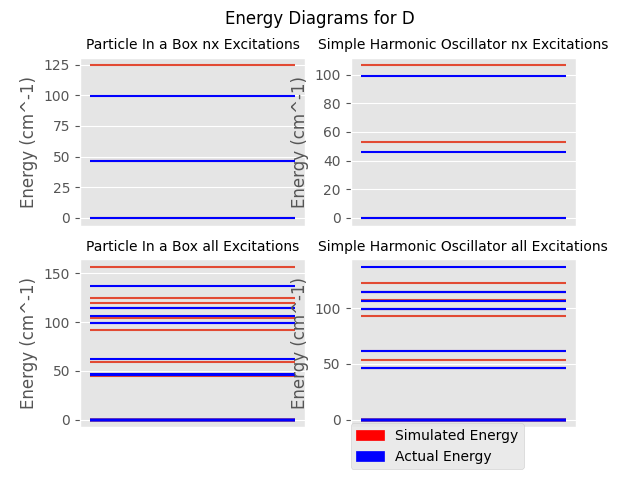 Energy Diagrams for D
Particle In a Box nx Excitations
Simple Harmonic Oscillator nx Excitations
Energy (cm^-1)
125
100
75
50
25
0
Energy (cm^-1)
100
80
60
40
20
0
Particle In a Box all Excitations
Simple Harmonic Oscillator all Excitations
Energy (cm^-1)
150
100
50
0
Energy (cm^-1)
100
50
0
Simulated Energy
Actual Energy